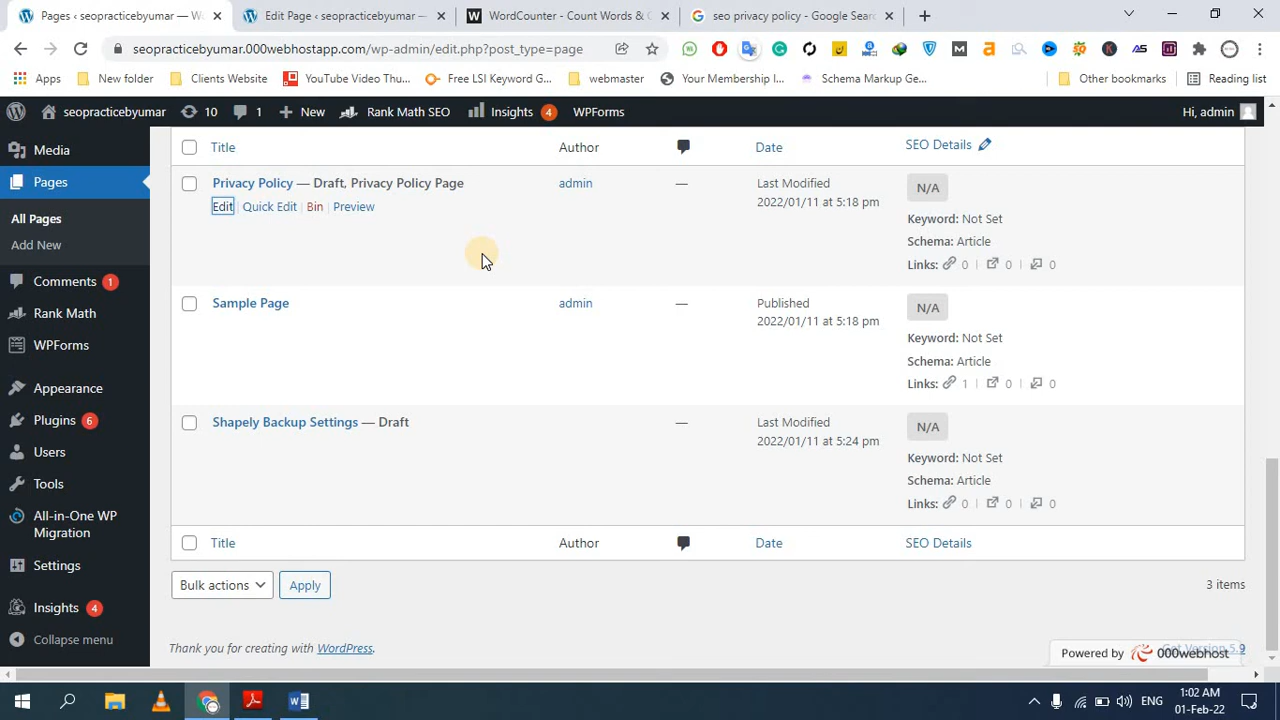 Pages ‹ seopracticebyumar — Wo
Edit Page ‹ seopracticebyumar —
WordCounter - Count Words & C
seo privacy policy - Google Searc
seopracticebyumar.000webhostapp.com/wp-admin/edit.php?post_type=page
Apps
New folder
Clients Website
YouTube Video Thu...
Free LSI Keyword G...
webmaster
Your Membership I...
Schema Markup Ge...
Other bookmarks
Reading list
seopracticebyumar
10
1
New
Rank Math SEO
Insights 4
WPForms
Hi, admin
Media
Pages
All Pages
Add New
Comments 1
Rank Math
WPForms
Appearance
Plugins 6
Users
Tools
All-in-One WP
Migration
Settings
Insights 4
Collapse menu
Title Author Date SEO Details
Privacy Policy — Draft, Privacy Policy Page
Edit | Quick Edit | Bin | Preview
admin
—
Last Modified
2022/01/11 at 5:18 pm
N/A
Keyword: Not Set
Schema: Article
Links: 0 | 0 | 0
Sample Page
admin
—
Published
2022/01/11 at 5:18 pm
N/A
Keyword: Not Set
Schema: Article
Links: 1 | 0 | 0
Shapely Backup Settings — Draft
—
Last Modified
2022/01/11 at 5:24 pm
N/A
Keyword: Not Set
Schema: Article
Links: 0 | 0 | 0
Title Author Date SEO Details
Bulk actions
Apply
3 items
Thank you for creating with WordPress.
Get Version 5.9
Powered by 000webhost
ENG
1:02 AM
01-Feb-22